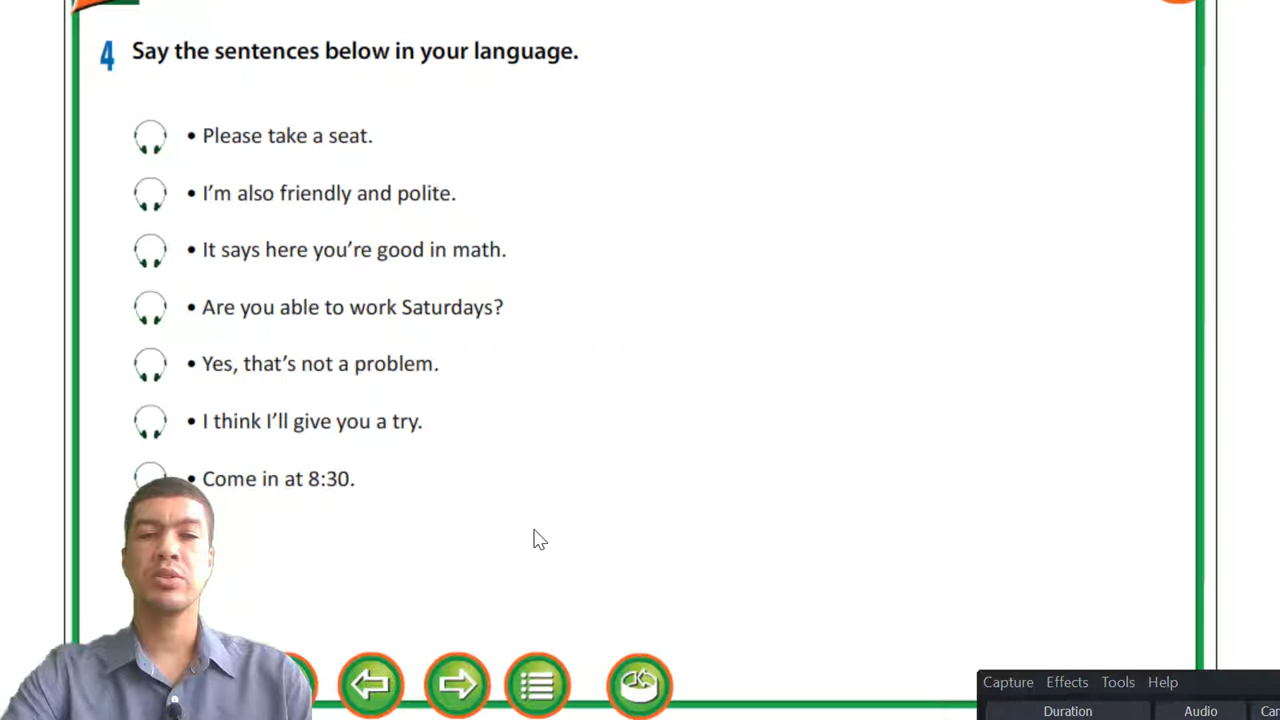 4 Say the sentences below in your language.
• Please take a seat.
• I'm also friendly and polite.
• It says here you're good in math.
• Are you able to work Saturdays?
• Yes, that's not a problem.
• I think I'll give you a try.
• Come in at 8:30.
Capture Effects Tools Help
Duration Audio